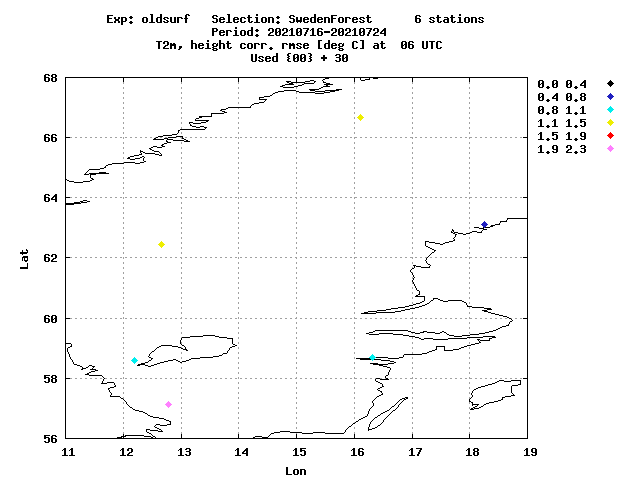 Exp: oldsurf   Selection: SwedenForest      6 stations
Period: 20210716-20210724
T2m, height corr. rmse [deg C] at  06 UTC
Used {00} + 30
68
66
64
62
60
58
56
Lat
11 12 13 14 15 16 17 18 19
Lon
0.0 0.4
0.4 0.8
0.8 1.1
1.1 1.5
1.5 1.9
1.9 2.3